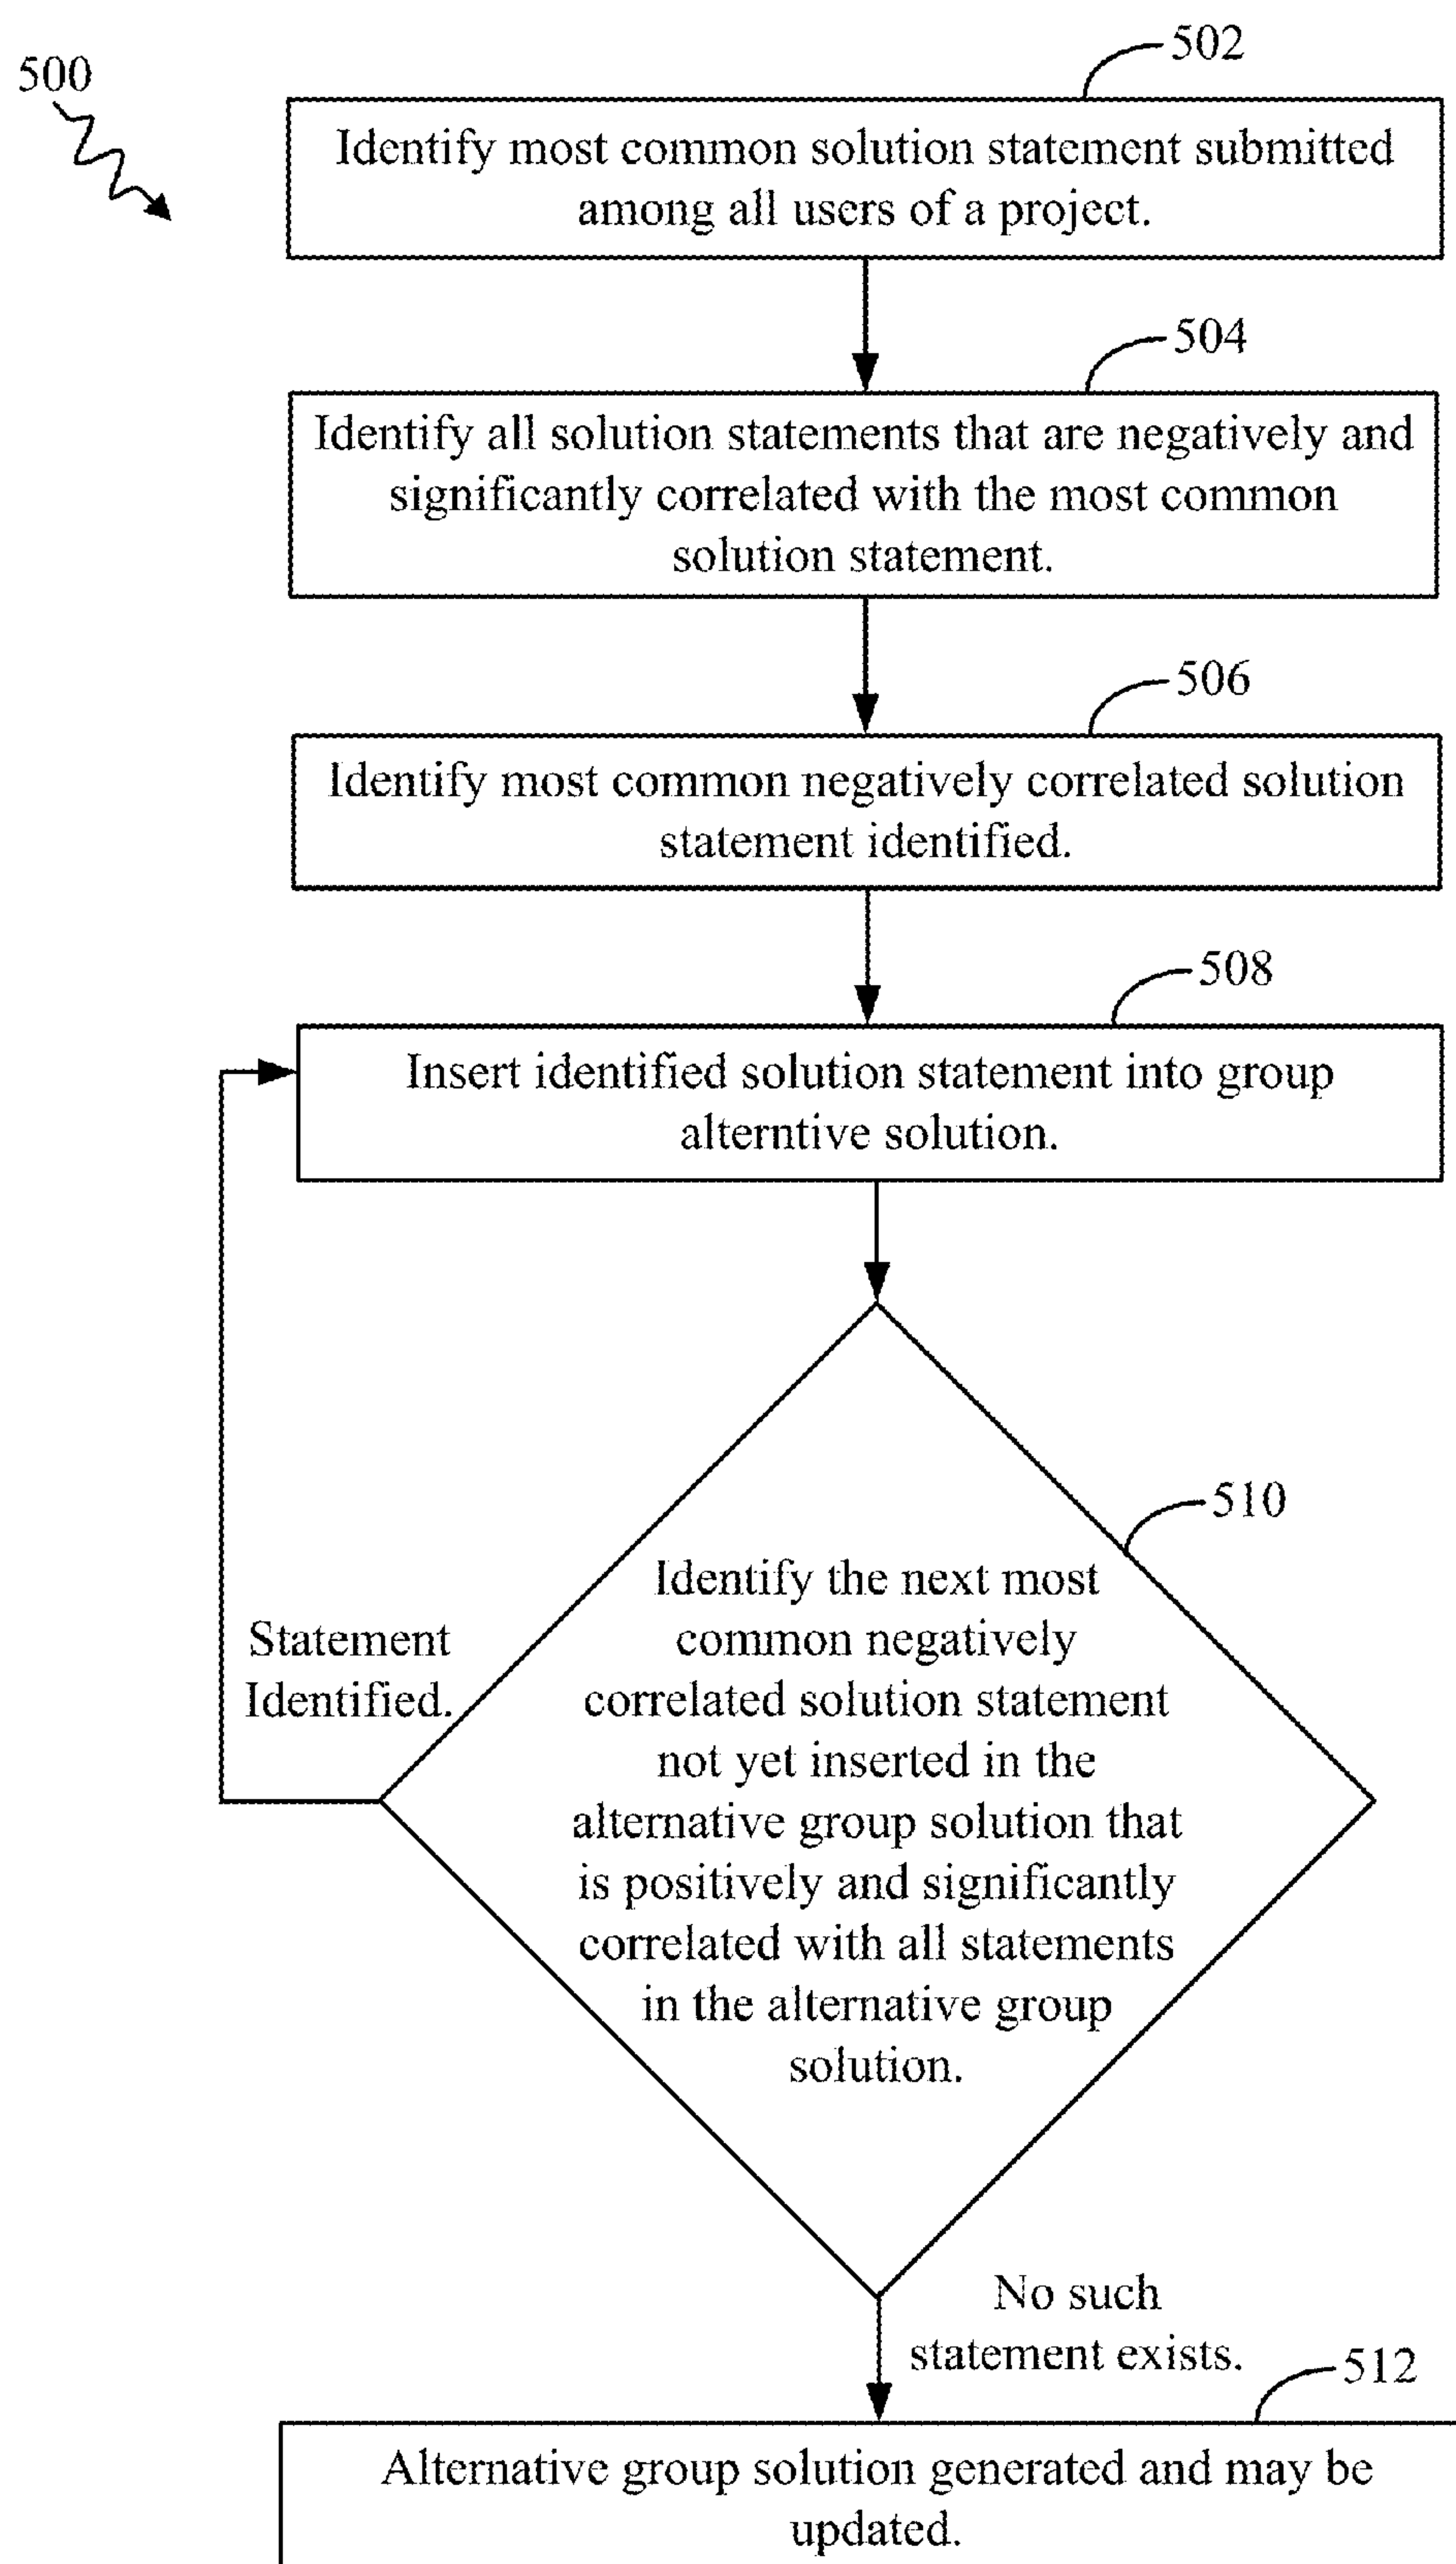 502
500
Identify most common solution statement submitted
among all users of a project.
504
Identify all solution statements that are negatively and
significantly correlated with the most common
solution statement.
506
Identify most common negatively correlated solution
statement identified.
508
Insert identified solution statement into group
alterntive solution.
510
Identify the next most
common negatively
correlated solution statement
not yet inserted in the
alternative group solution that
is positively and significantly
correlated with all statements
in the alternative group
solution.
Statement
Identified.
No such
statement exists.
512
Alternative group solution generated and may be
updated.